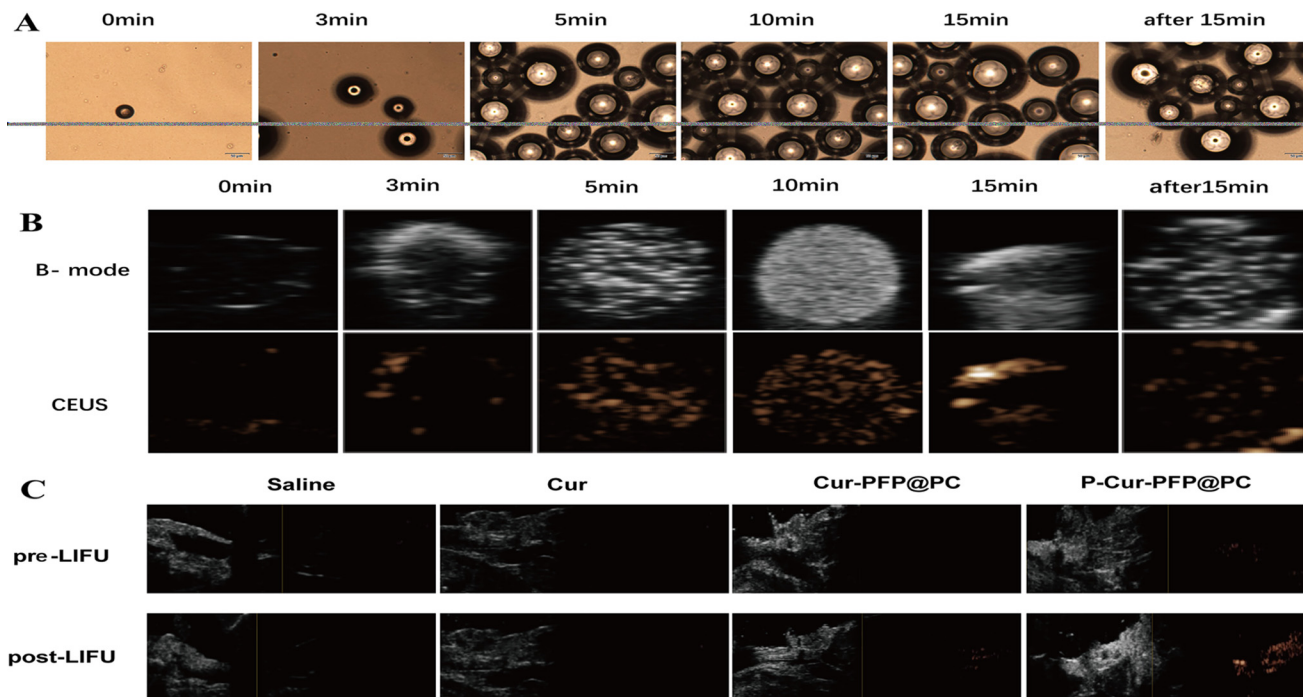 A
0min 3min 5min 10min 15min after 15min
B
0min 3min 5min 10min 15min after15min
B- mode
CEUS
C
Saline Cur Cur-PFP@PC P-Cur-PFP@PC
pre-LIFU
post-LIFU